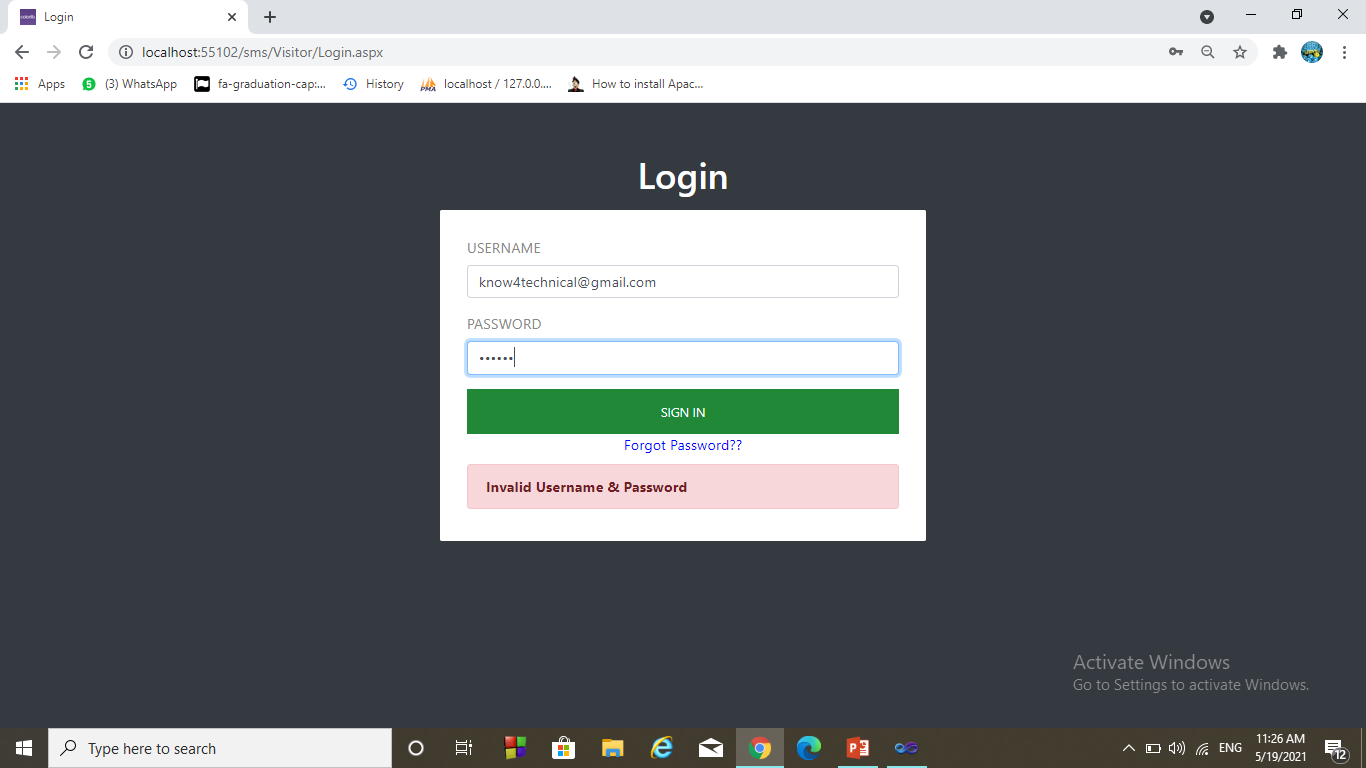 Login
localhost:55102/sms/Visitor/Login.aspx
Apps
5
(3) WhatsApp
fa-graduation-cap:...
History
PMA
localhost / 127.0.0....
How to install Apac...
Login
USERNAME
know4technical@gmail.com
PASSWORD
••••••
SIGN IN
Forgot Password??
Invalid Username & Password
Activate Windows
Go to Settings to activate Windows.
Type here to search
ENG
11:26 AM
5/19/2021
12